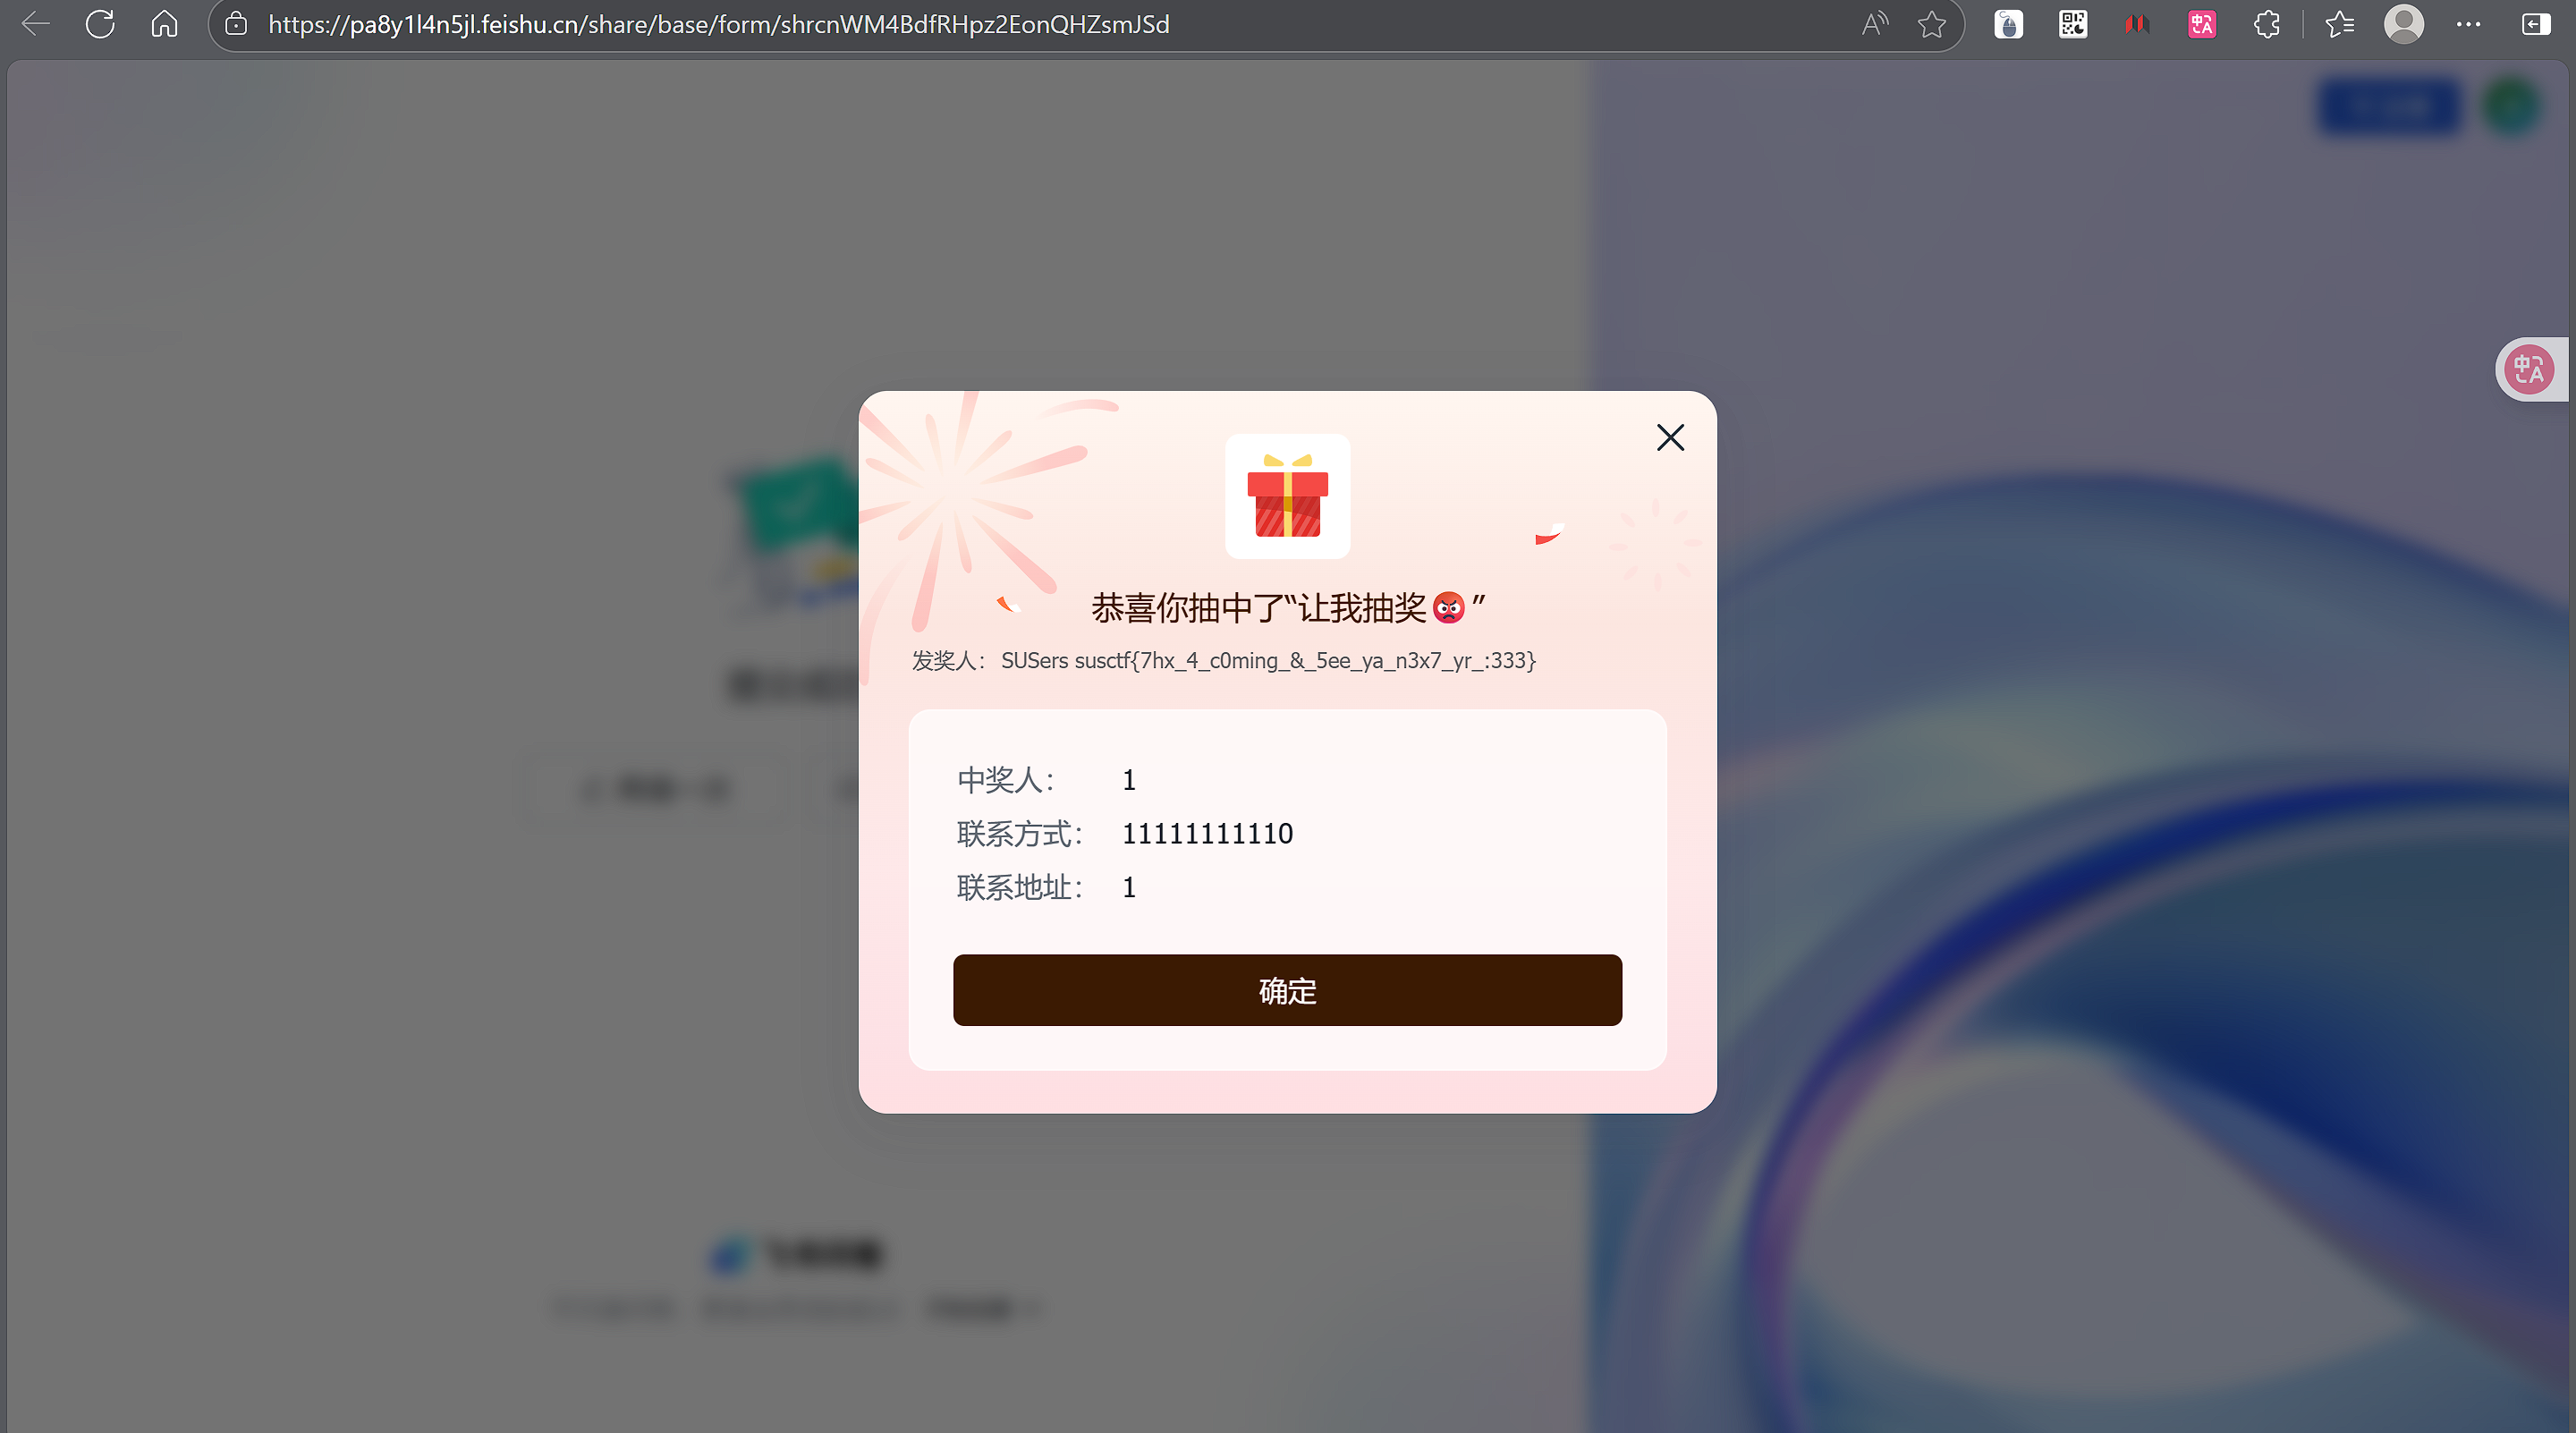 https://pa8y1l4n5jl.feishu.cn/share/base/form/shrcnWM4BdfRHpz2EonQHZsmJSd
恭喜你抽中了“让我抽奖😡”
发奖人： SUSers susctf{7hx_4_c0ming_&_5ee_ya_n3x7_yr_:333}
中奖人： 1
联系方式： 11111111110
联系地址： 1
确定